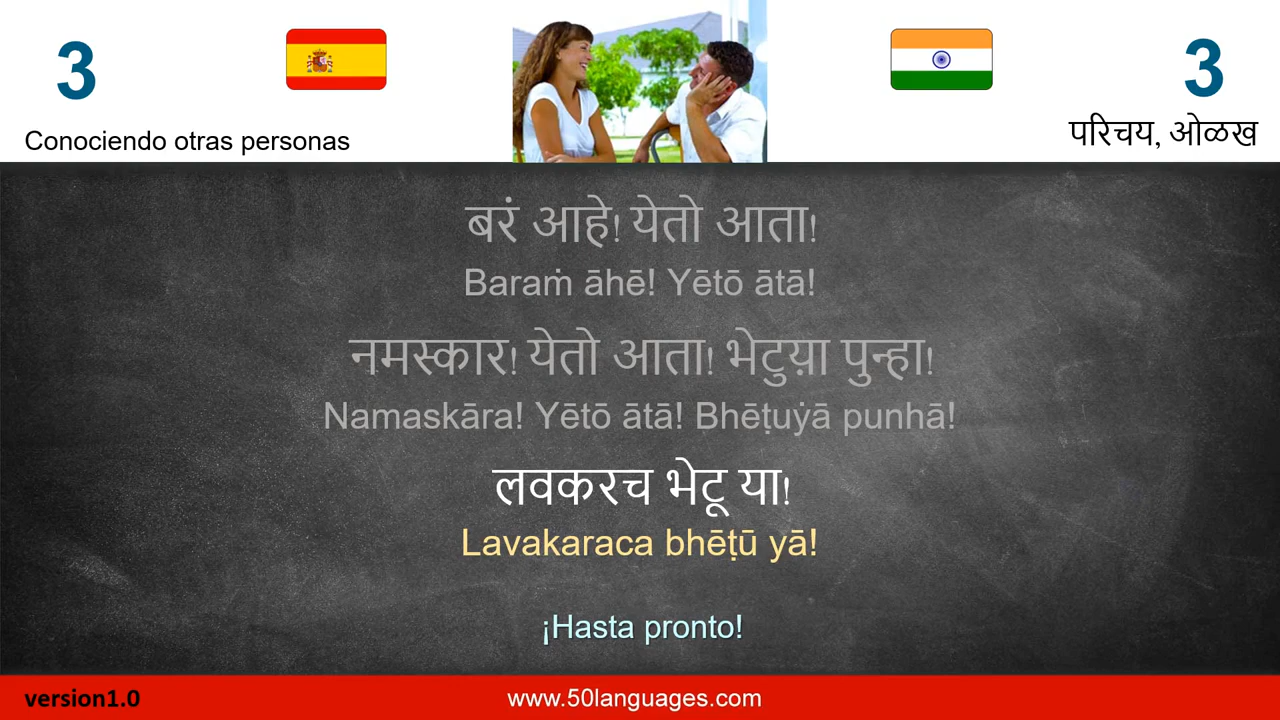 3
3
Conociendo otras personas
परिचय, ओळख
बरं आहे! येतो आता!
Baraṁ āhē! Yētō ātā!
नमस्कार! येतो आता! भेटुय़ा पुन्हा!
Namaskāra! Yētō ātā! Bhēṭuẏā punhā!
लवकरच भेटू या!
Lavakaraca bhēṭū yā!
¡Hasta pronto!
version1.0
www.50languages.com